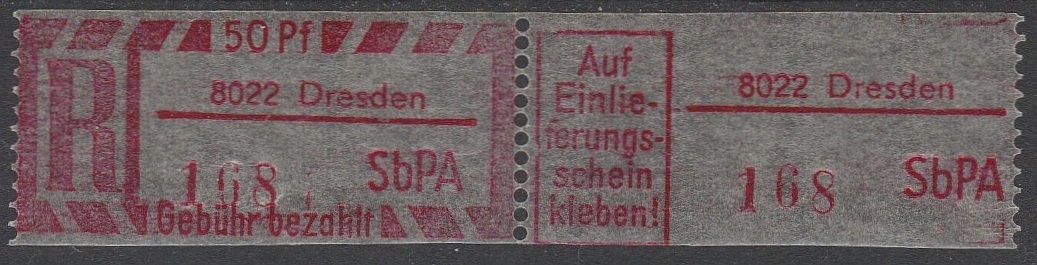 50 Pf
R
8022 Dresden
168
SbPA
Gebühr bezahlt
Auf
Einlie-
ferungs-
schein
kleben!
8022 Dresden
168
SbPA